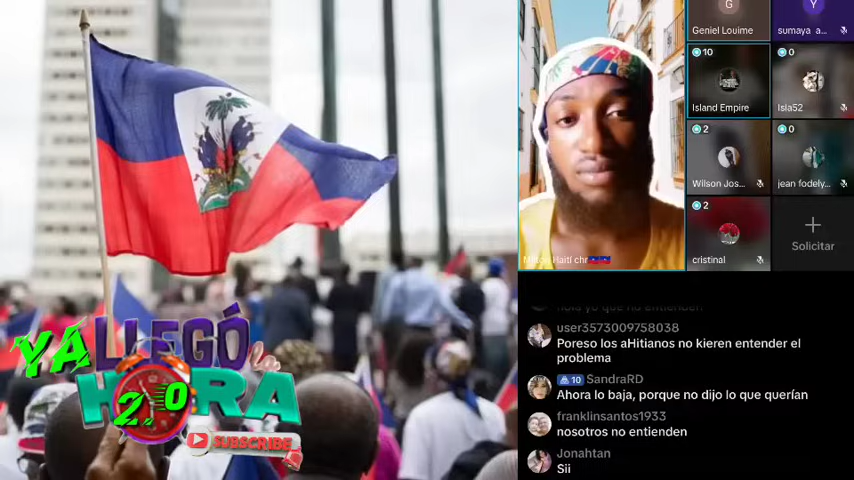 Geniel Louime
sumaya a...
10
0
Island Empire
Isla52
2
0
Wilson Jos...
jean fodely...
2
cristinal
Solicitar
Haití chr
user3573009758038
Poreso los aHitianos no kieren entender el
problema
10 SandraRD
Ahora lo baja, porque no dijo lo que querían
franklinsantos1933
nosotros no entienden
Jonahtan
Sii
YA LLEGÓ
HORA
2.0
SUBSCRIBE